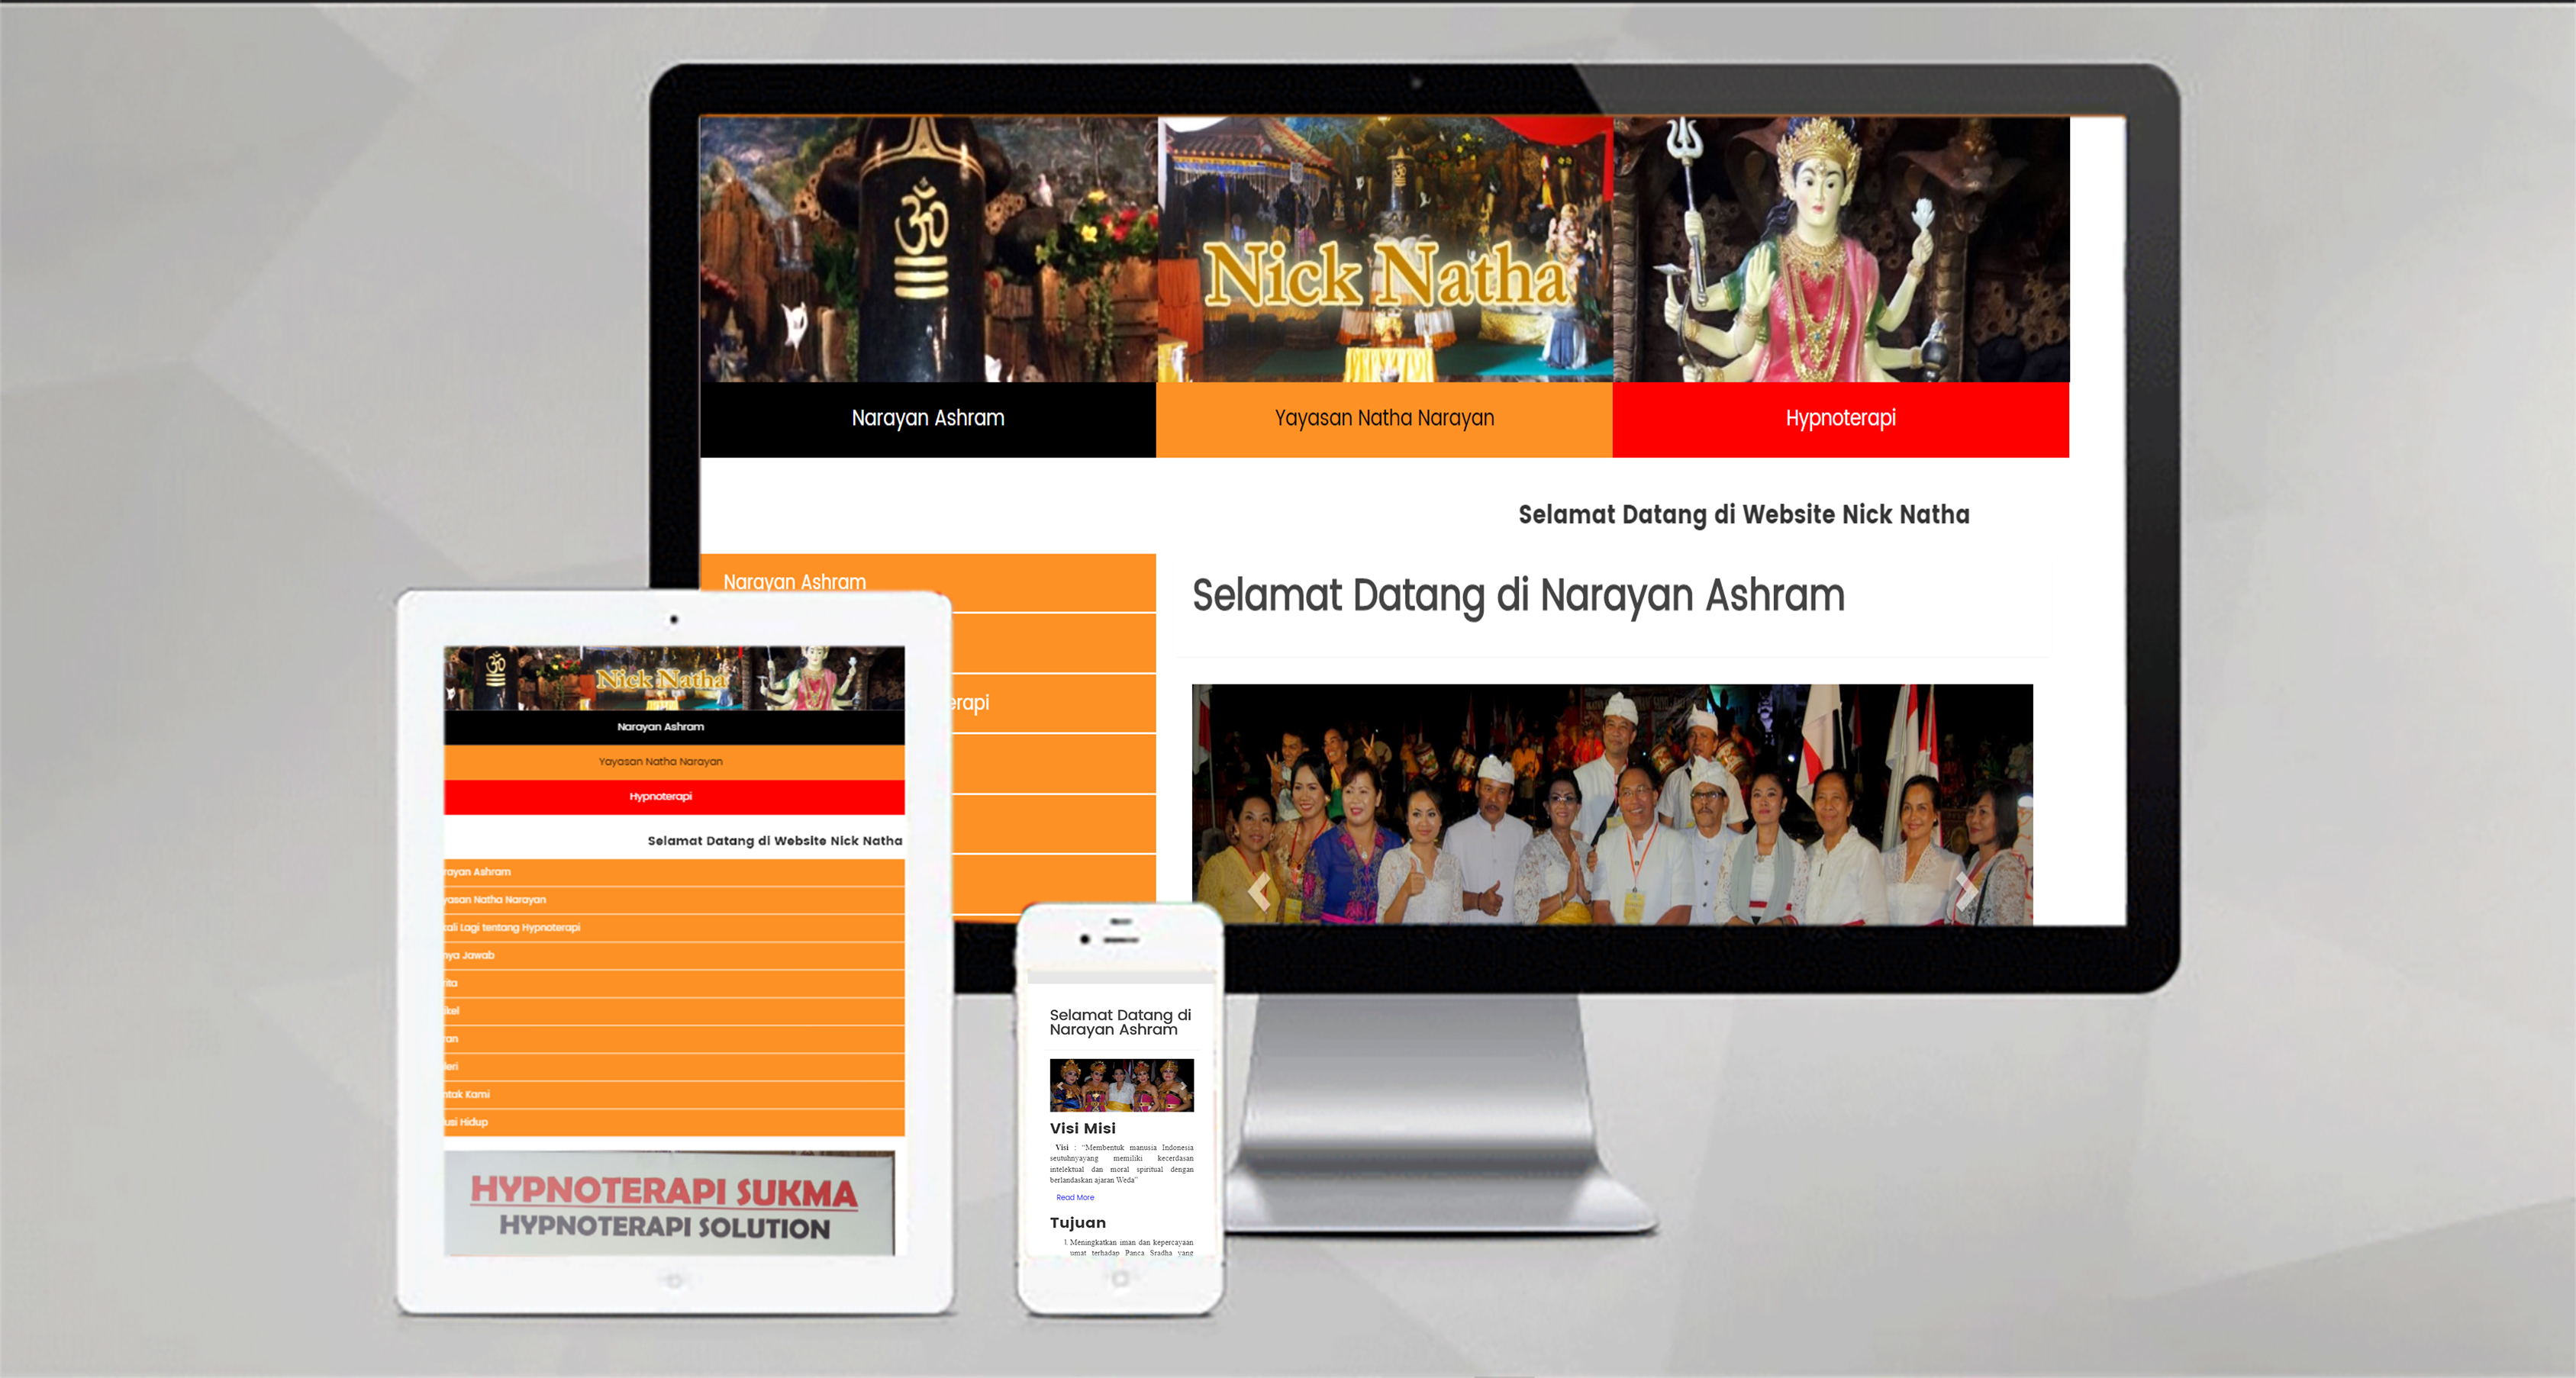 ॐ
Nick Natha
Narayan Ashram
Yayasan Natha Narayan
Hypnoterapi
Selamat Datang di Website Nick Natha
Narayan Ashram
erapi
Selamat Datang di Narayan Ashram
ॐ
Nick Natha
Narayan Ashram
Yayasan Natha Narayan
Hypnoterapi
Selamat Datang di Website Nick Natha
rayan Ashram
yasan Natha Narayan
kali Lagi tentang Hypnoterapi
nya Jawab
rita
ikel
ran
leri
ntak Kami
usi Hidup
HYPNOTERAPI SUKMA
HYPNOTERAPI SOLUTION
Selamat Datang di
Narayan Ashram
Visi Misi
Visi : “Membentuk manusia Indonesia
seutuhnyayang memiliki kecerdasan
intelektual dan moral spiritual dengan
berlandaskan ajaran Weda”
Read More
Tujuan
1. Meningkatkan iman dan kepercayaan
umat terhadap Panca Sradha yang